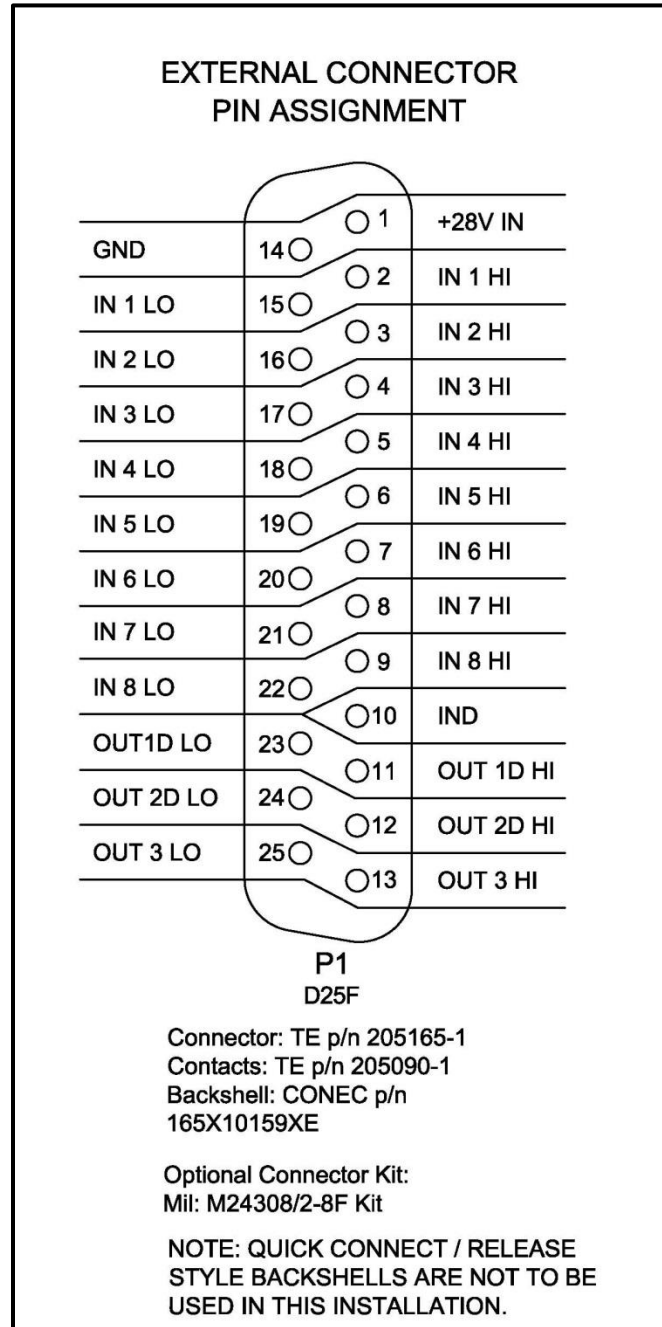 EXTERNAL CONNECTOR
PIN ASSIGNMENT
1 +28V IN
GND 14
2 IN 1 HI
IN 1 LO 15
3 IN 2 HI
IN 2 LO 16
4 IN 3 HI
IN 3 LO 17
5 IN 4 HI
IN 4 LO 18
6 IN 5 HI
IN 5 LO 19
7 IN 6 HI
IN 6 LO 20
8 IN 7 HI
IN 7 LO 21
9 IN 8 HI
IN 8 LO 22
10 IND
OUT1D LO 23
11 OUT 1D HI
OUT 2D LO 24
12 OUT 2D HI
OUT 3 LO 25
13 OUT 3 HI
P1
D25F
Connector: TE p/n 205165-1
Contacts: TE p/n 205090-1
Backshell: CONEC p/n
165X10159XE
Optional Connector Kit:
Mil: M24308/2-8F Kit
NOTE: QUICK CONNECT / RELEASE
STYLE BACKSHELLS ARE NOT TO BE
USED IN THIS INSTALLATION.